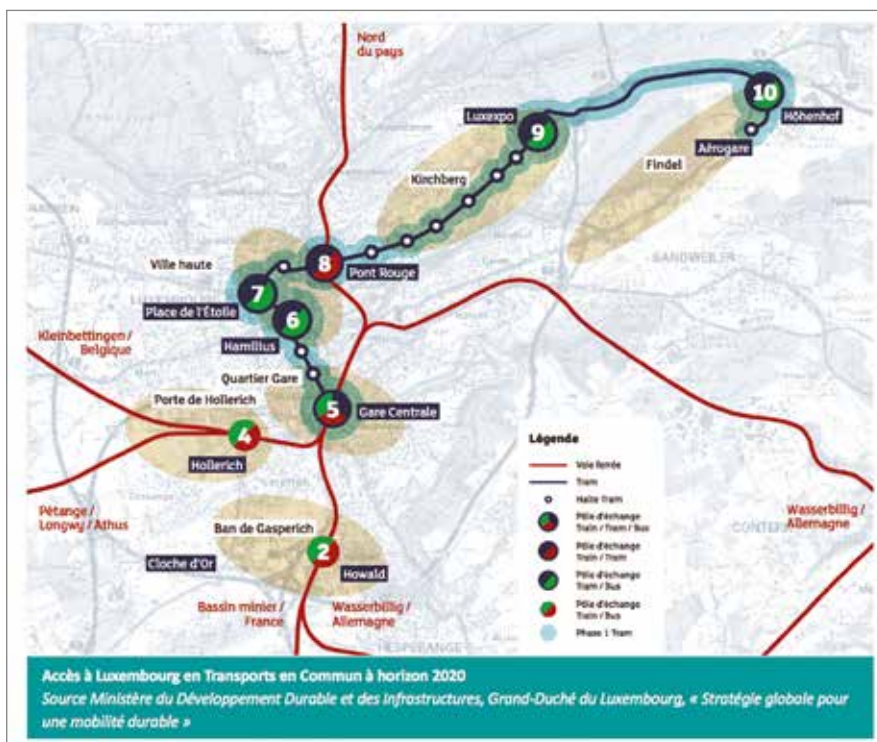 Nord
du pays
10
Höhenhof
Luxexpo
9
Aérogare
Kirchberg
Findel
SANDWEILER
Ville haute
8
Pont Rouge
7
Place de l'Étoile
6
Hamilius
Kleinbettingen /
Belgique
Quartier Gare
Porte de Hollerich
5
Gare Centrale
4
Hollerich
Pétange /
Longwy / Athus
Ban de Gasperich
2
Cloche d'Or
Howald
Bassin minier /
France
Wasserbillig /
Allemagne
Wasserbillig /
Allemagne
HESPERANGE
Légende
Voie ferrée
Tram
Halte Tram
Pôle d'échange
Train / Tram / Bus
Pôle d'échange
Train / Tram
Pôle d'échange
Tram / Bus
Pôle d'échange
Train / Bus
Phase 1 Tram
Accès à Luxembourg en Transports en Commun à horizon 2020
Source Ministère du Développement Durable et des Infrastructures, Grand-Duché du Luxembourg, « Stratégie globale pour
une mobilité durable »